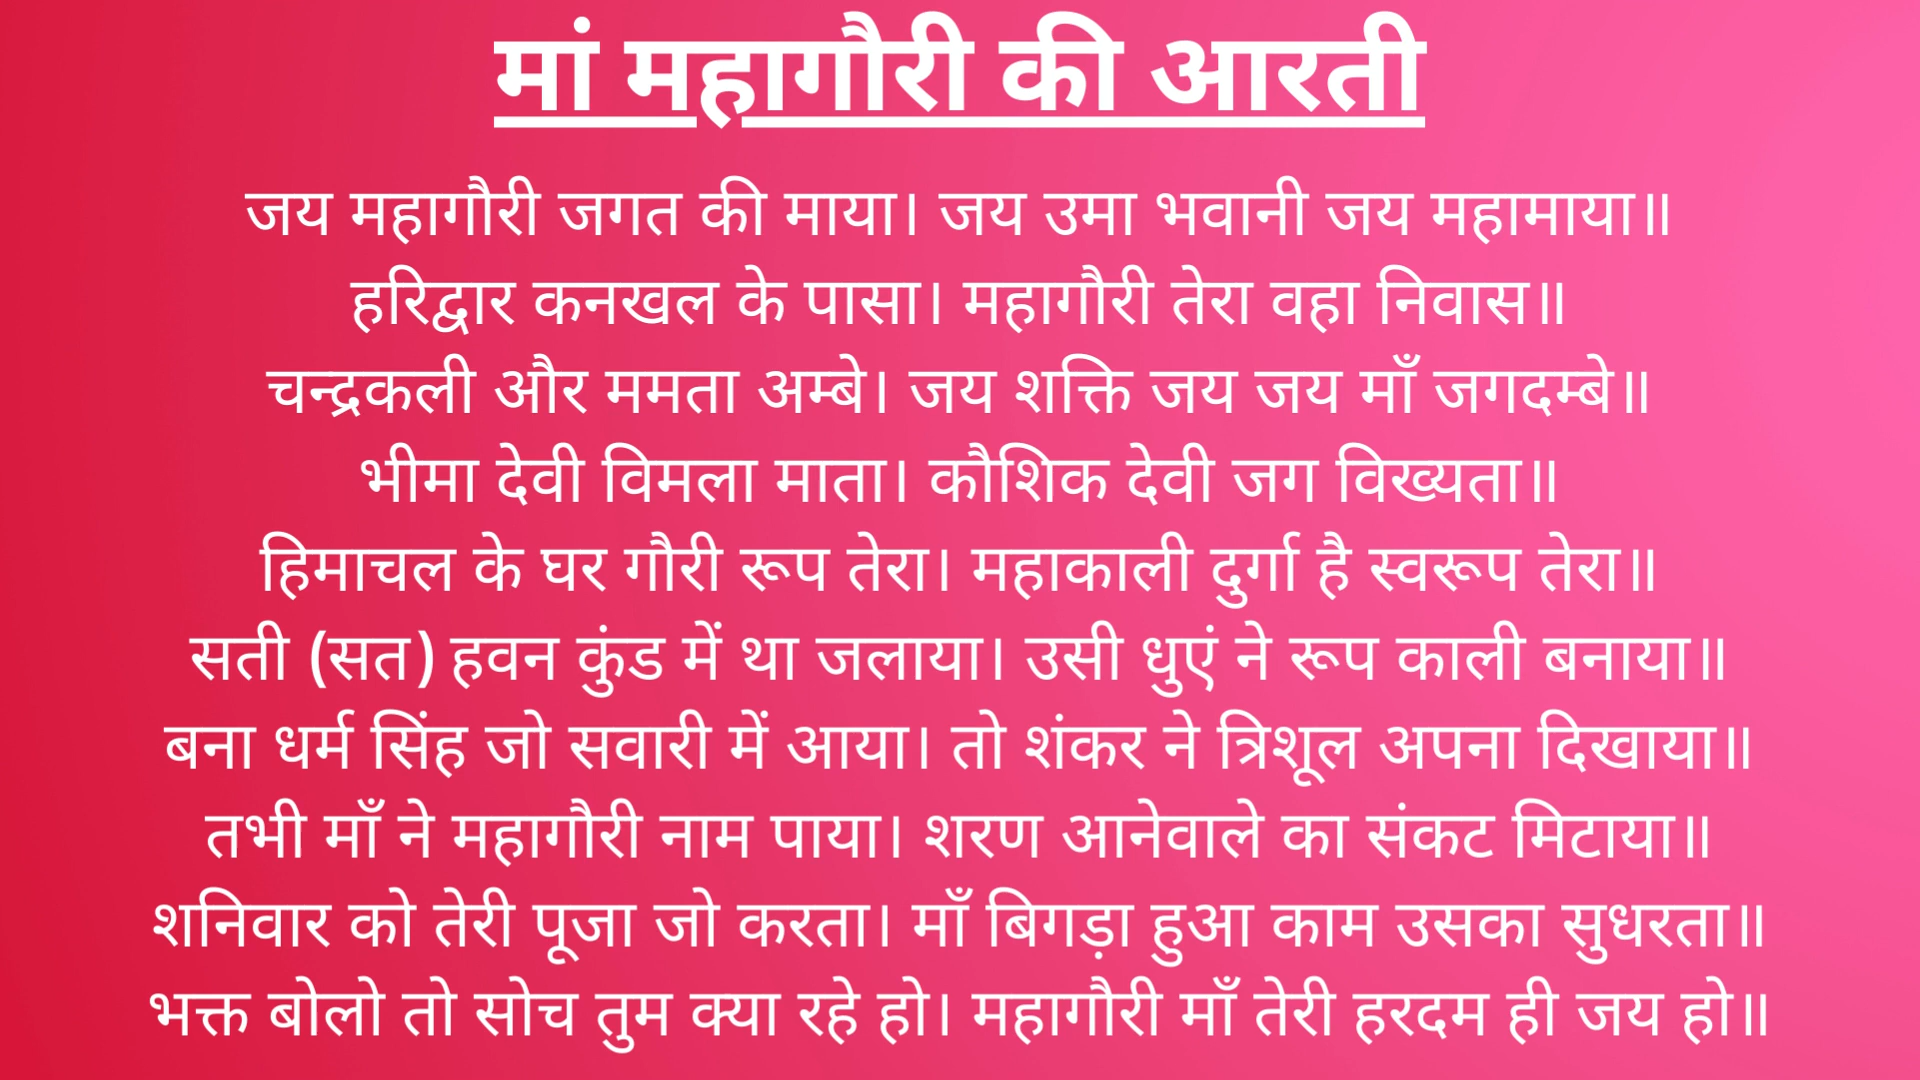 मां महागौरी की आरती
जय महागौरी जगत की माया। जय उमा भवानी जय महामाया॥
हरिद्वार कनखल के पासा। महागौरी तेरा वहा निवास॥
चन्द्रकली और ममता अम्बे। जय शक्ति जय जय माँ जगदम्बे॥
भीमा देवी विमला माता। कौशिक देवी जग विख्यता॥
हिमाचल के घर गौरी रूप तेरा। महाकाली दुर्गा है स्वरूप तेरा॥
सती (सत) हवन कुंड में था जलाया। उसी धुएं ने रूप काली बनाया॥
बना धर्म सिंह जो सवारी में आया। तो शंकर ने त्रिशूल अपना दिखाया॥
तभी माँ ने महागौरी नाम पाया। शरण आनेवाले का संकट मिटाया॥
शनिवार को तेरी पूजा जो करता। माँ बिगड़ा हुआ काम उसका सुधरता॥
भक्त बोलो तो सोच तुम क्या रहे हो। महागौरी माँ तेरी हरदम ही जय हो॥